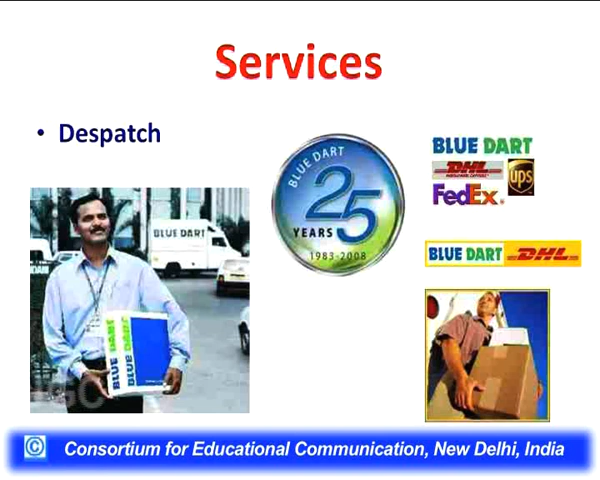 Services
• Despatch
BLUE DART
25
YEARS
1983-2008
BLUE DART
DHL
ups
FedEx
BLUE DART DHL
BLUE DART
BLUE DART
BLUE DART
© Consortium for Educational Communication, New Delhi, India